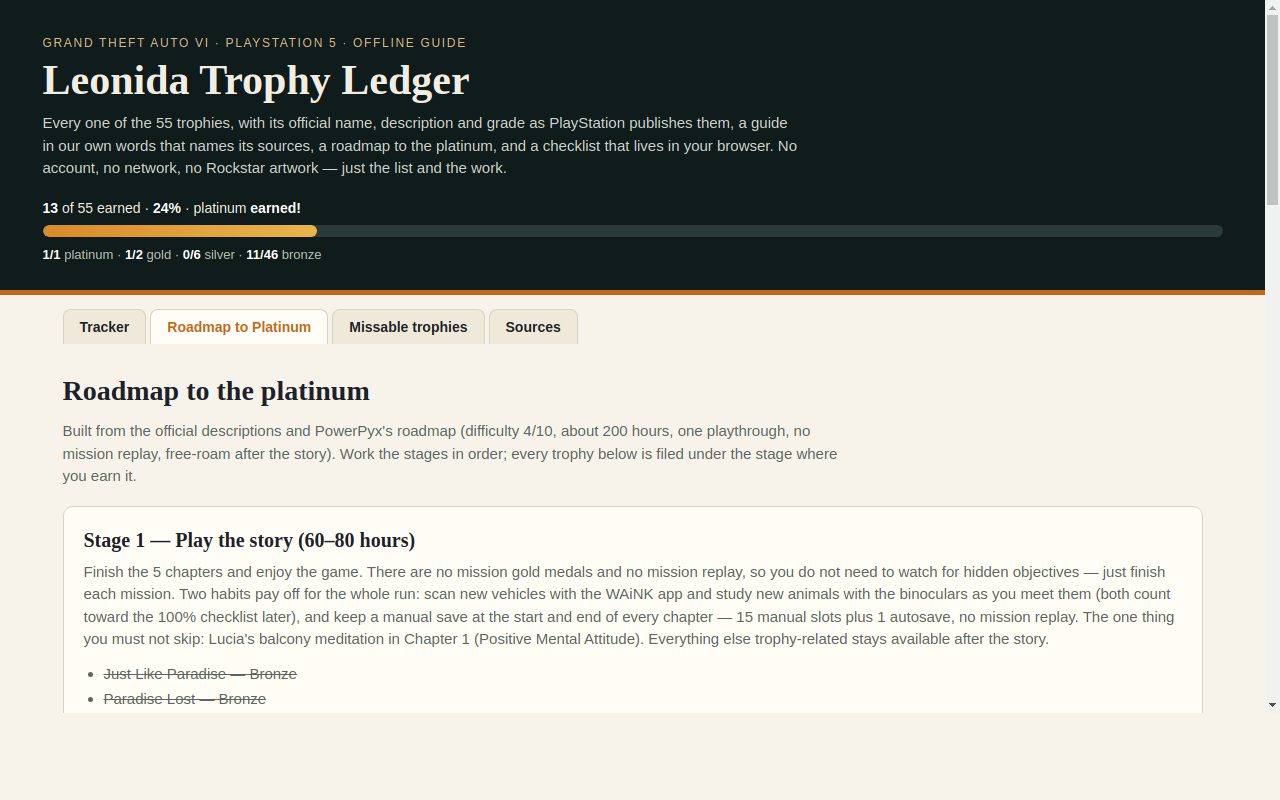 GRAND THEFT AUTO VI · PLAYSTATION 5 · OFFLINE GUIDE
Leonida Trophy Ledger
Every one of the 55 trophies, with its official name, description and grade as PlayStation publishes them, a guide
in our own words that names its sources, a roadmap to the platinum, and a checklist that lives in your browser. No
account, no network, no Rockstar artwork — just the list and the work.
13 of 55 earned · 24% · platinum earned!
1/1 platinum · 1/2 gold · 0/6 silver · 11/46 bronze
Tracker
Roadmap to Platinum
Missable trophies
Sources
Roadmap to the platinum
Built from the official descriptions and PowerPyx's roadmap (difficulty 4/10, about 200 hours, one playthrough, no
mission replay, free-roam after the story). Work the stages in order; every trophy below is filed under the stage where
you earn it.
Stage 1 — Play the story (60–80 hours)
Finish the 5 chapters and enjoy the game. There are no mission gold medals and no mission replay, so you do not need to watch for hidden objectives — just finish
each mission. Two habits pay off for the whole run: scan new vehicles with the WAiNK app and study new animals with the binoculars as you meet them (both count
toward the 100% checklist later), and keep a manual save at the start and end of every chapter — 15 manual slots plus 1 autosave, no mission replay. The one thing
you must not skip: Lucia's balcony meditation in Chapter 1 (Positive Mental Attitude). Everything else trophy-related stays available after the story.
Just Like Paradise — Bronze
Paradise Lost — Bronze